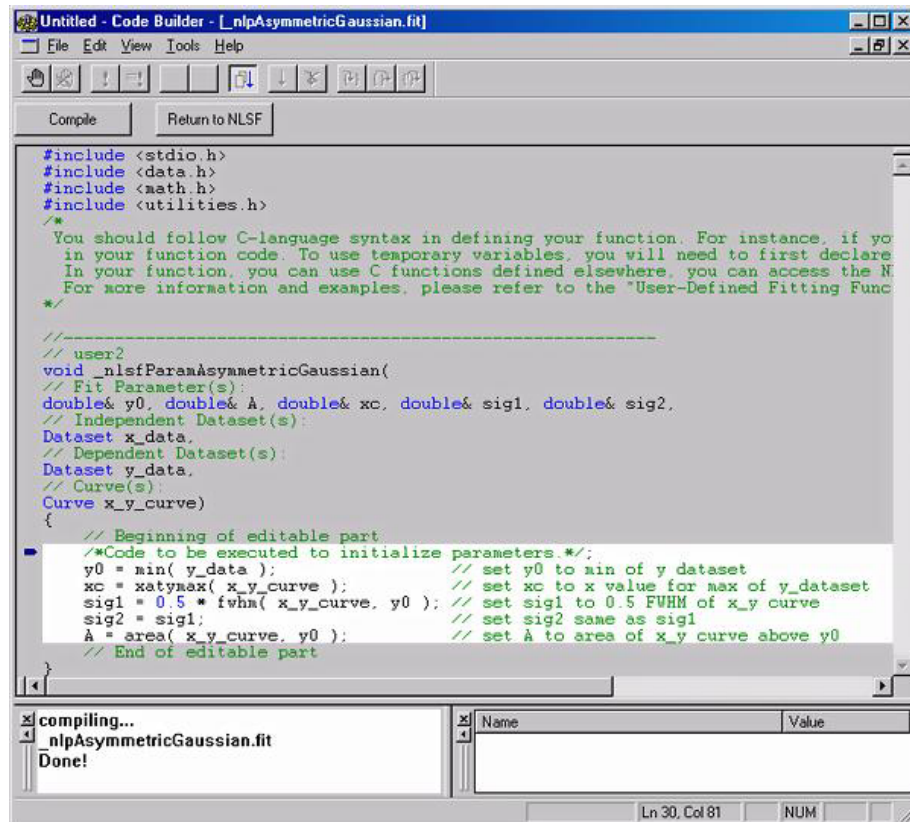 Untitled - Code Builder - [_nlpAsymmetricGaussian.fit]
File Edit View Tools Help
Compile Return to NLSF
#include <stdio.h>
#include <data.h>
#include <math.h>
#include <utilities.h>
/*
You should follow C-language syntax in defining your function. For instance, if yo
in your function code. To use temporary variables, you will need to first declare
In your function, you can use C functions defined elsewhere, you can access the N
For more information and examples, please refer to the "User-Defined Fitting Func
*/
//----------------------------------------------------------
// user2
void _nlsfParamAsymmetricGaussian(
// Fit Parameter(s):
double& y0, double& A, double& xc, double& sig1, double& sig2,
// Independent Dataset(s):
Dataset x_data,
// Dependent Dataset(s):
Dataset y_data,
// Curve(s):
Curve x_y_curve)
{
// Beginning of editable part
/*Code to be executed to initialize parameters.*/;
y0 = min( y_data ); // set y0 to min of y dataset
xc = xatymax( x_y_curve ); // set xc to x value for max of y_dataset
sig1 = 0.5 * fwhm( x_y_curve, y0 ); // set sig1 to 0.5 FWHM of x_y curve
sig2 = sig1; // set sig2 same as sig1
A = area( x_y_curve, y0 ); // set A to area of x_y curve above y0
// End of editable part
}
compiling...
_nlpAsymmetricGaussian.fit
Done!
Name Value
Ln 30, Col 81 NUM